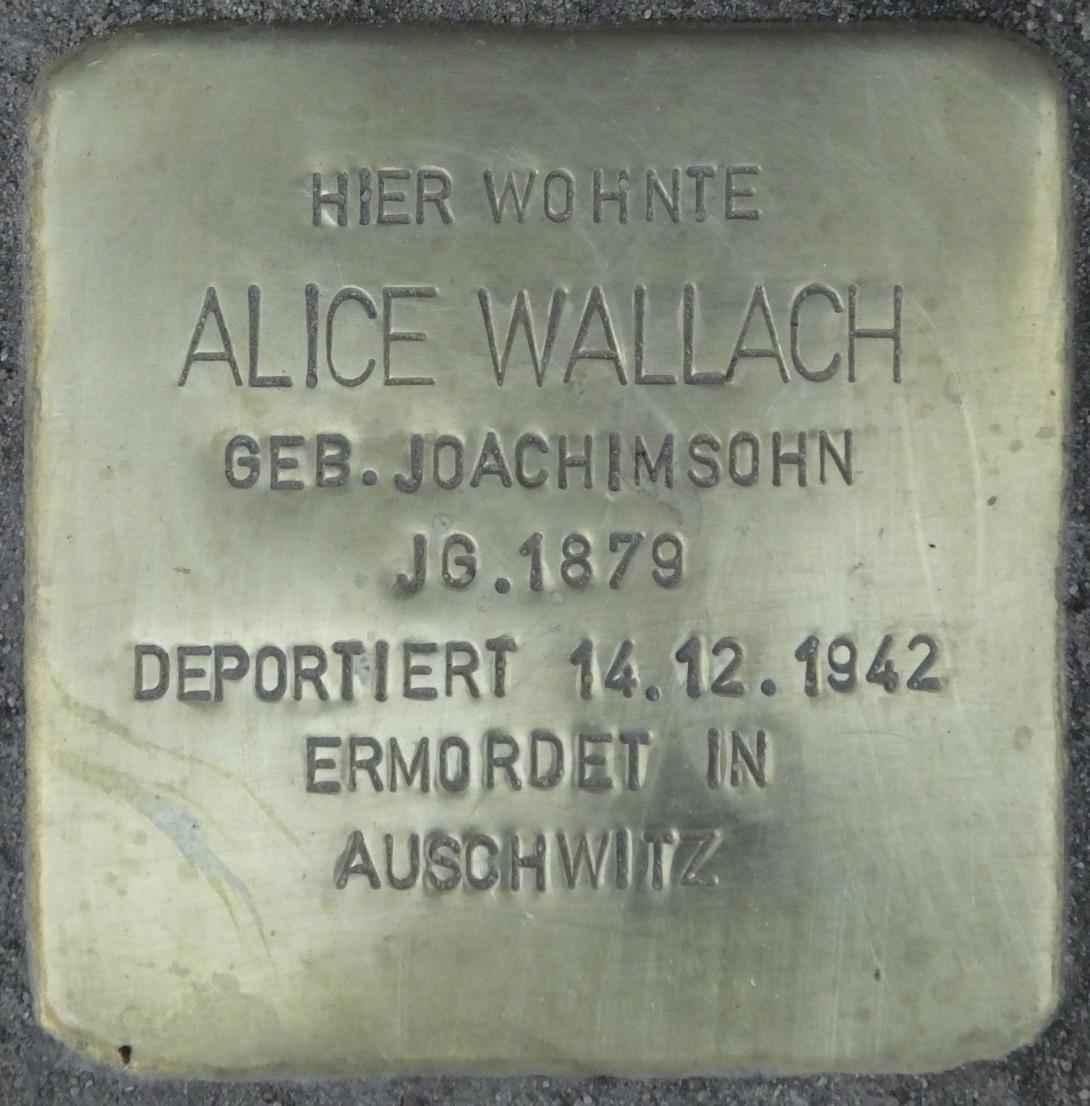 HIER WOHNTE
ALICE WALLACH
GEB. JOACHIMSOHN
JG. 1879
DEPORTIERT 14.12.1942
ERMORDET IN
AUSCHWITZ